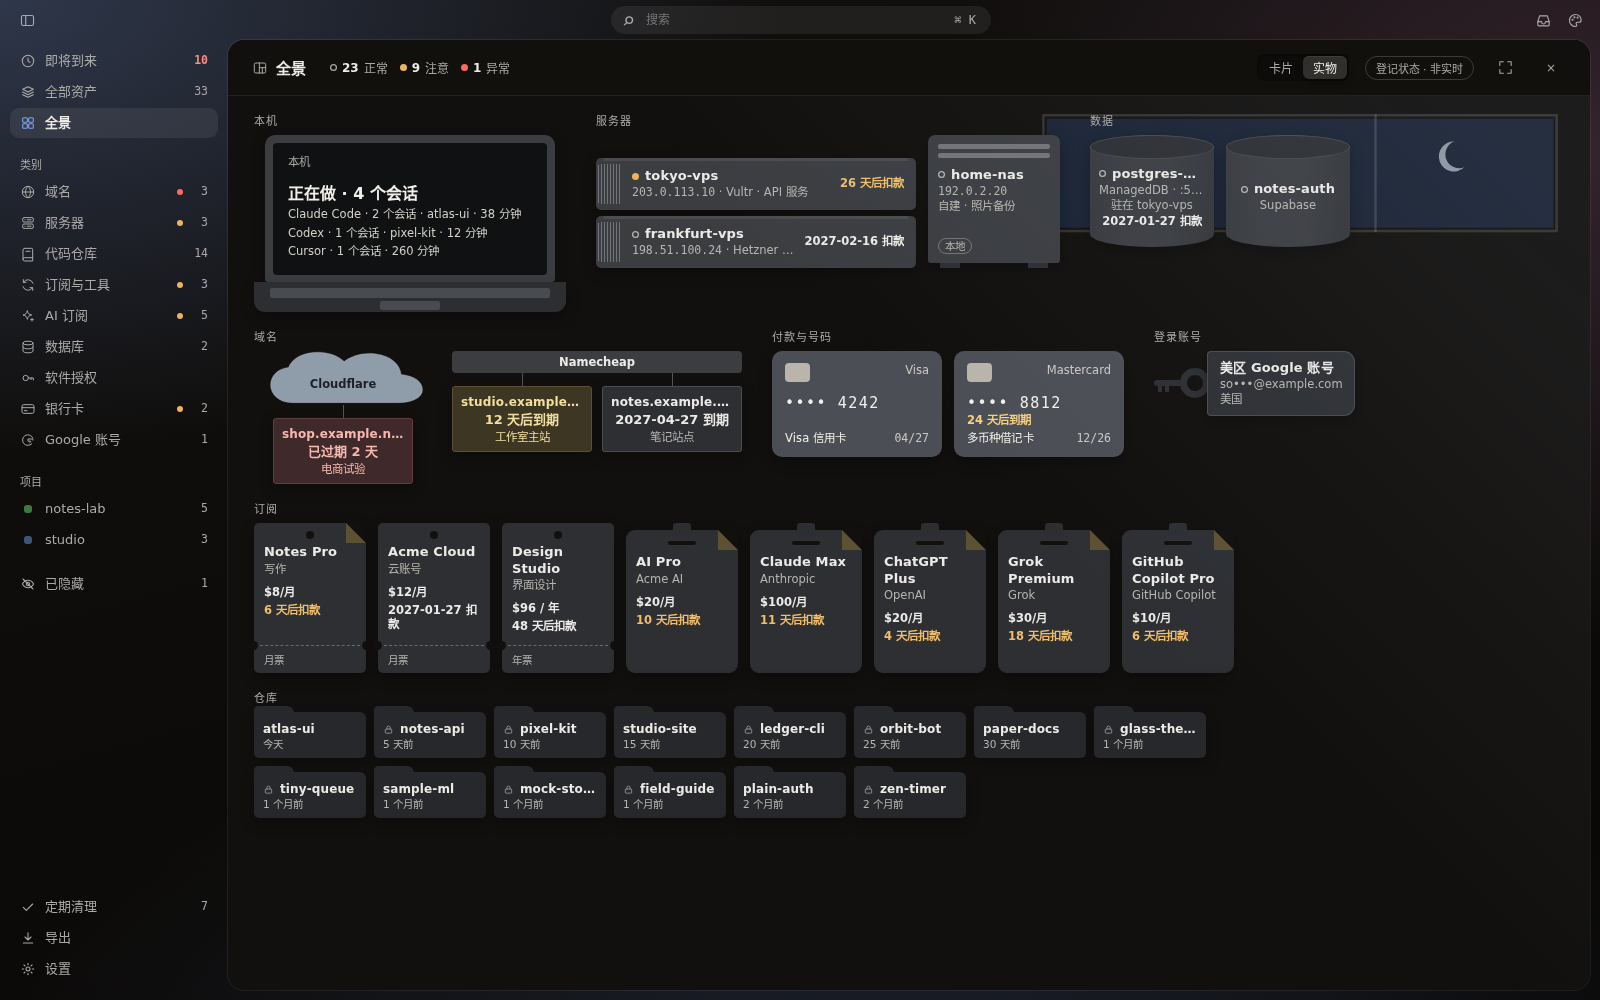 搜索
⌘ K
即将到来 10
全部资产 33
全景
类别
域名 3
服务器 3
代码仓库 14
订阅与工具 3
AI 订阅 5
数据库 2
软件授权
银行卡 2
Google 账号 1
项目
notes-lab 5
studio 3
已隐藏 1
定期清理 7
导出
设置
全景
23 正常 9 注意 1 异常
卡片 实物
登记状态 · 非实时
×
本机
本机
正在做 · 4 个会话
Claude Code · 2 个会话 · atlas-ui · 38 分钟
Codex · 1 个会话 · pixel-kit · 12 分钟
Cursor · 1 个会话 · 260 分钟
服务器
tokyo-vps
203.0.113.10 · Vultr · API 服务
26 天后扣款
frankfurt-vps
198.51.100.24 · Hetzner ...
2027-02-16 扣款
home-nas
192.0.2.20
自建 · 照片备份
本地
数据
postgres-...
ManagedDB · :5...
驻在 tokyo-vps
2027-01-27 扣款
notes-auth
Supabase
域名
Cloudflare
shop.example.n...
已过期 2 天
电商试验
Namecheap
studio.example...
12 天后到期
工作室主站
notes.example....
2027-04-27 到期
笔记站点
付款与号码
Visa
•••• 4242
Visa 信用卡 04/27
Mastercard
•••• 8812
24 天后到期
多币种借记卡 12/26
登录账号
美区 Google 账号
so•••@example.com
美国
订阅
Notes Pro
写作
$8/月
6 天后扣款
月票
Acme Cloud
云账号
$12/月
2027-01-27 扣
款
月票
Design
Studio
界面设计
$96 / 年
48 天后扣款
年票
AI Pro
Acme AI
$20/月
10 天后扣款
Claude Max
Anthropic
$100/月
11 天后扣款
ChatGPT
Plus
OpenAI
$20/月
4 天后扣款
Grok
Premium
Grok
$30/月
18 天后扣款
GitHub
Copilot Pro
GitHub Copilot
$10/月
6 天后扣款
仓库
atlas-ui
今天
notes-api
5 天前
pixel-kit
10 天前
studio-site
15 天前
ledger-cli
20 天前
orbit-bot
25 天前
paper-docs
30 天前
glass-the...
1 个月前
tiny-queue
1 个月前
sample-ml
1 个月前
mock-sto...
1 个月前
field-guide
1 个月前
plain-auth
2 个月前
zen-timer
2 个月前